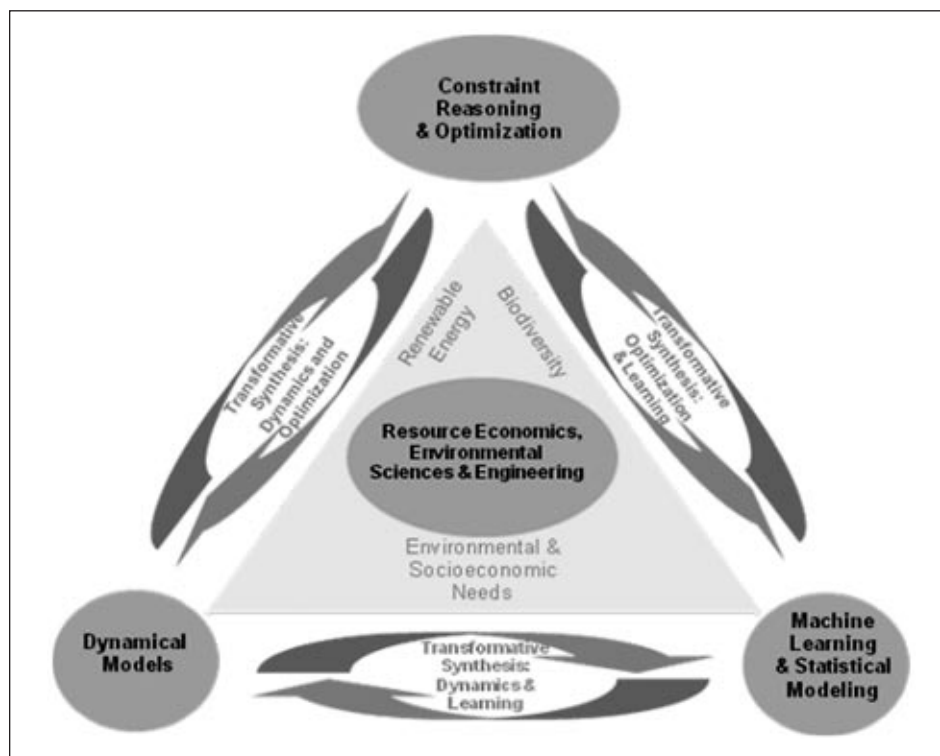 Constraint
Reasoning
& Optimization
Transformative
Synthesis:
Dynamics and
Optimization
Renewable
Energy
Biodiversity
Transformative
Synthesis:
Optimization
& Learning
Resource Economics,
Environmental
Sciences & Engineering
Environmental &
Socioeconomic
Needs
Dynamical
Models
Transformative
Synthesis:
Dynamics &
Learning
Machine
Learning
& Statistical
Modeling